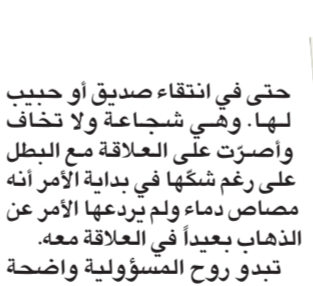 حتى في انتقاء صديق أو حبيب
لها. وهي شجاعة ولا تخاف
وأصرّت على العلاقة مع البطل
على رغم شكّها في بداية الأمر أنه
مصاص دماء ولم يردعها الأمر عن
الذهاب بعيداً في العلاقة معه.
تبدو روح المسؤولية واضحة